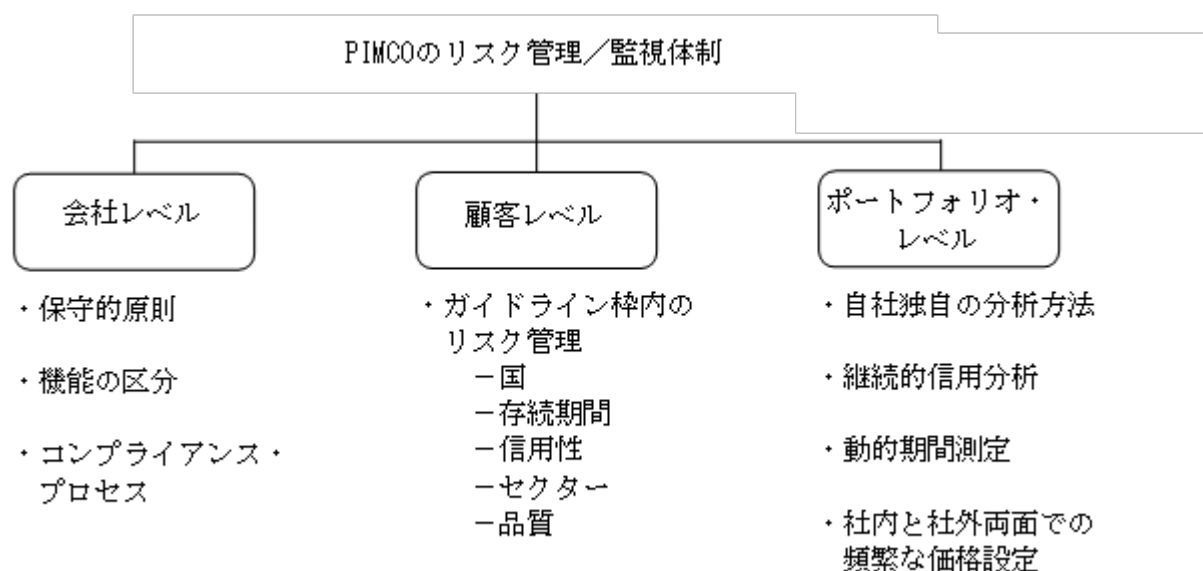 PIMCOのリスク管理／監視体制
会社レベル
・保守的原則
・機能の区分
・コンプライアンス・
プロセス
顧客レベル
・ガイドライン枠内の
リスク管理
－国
－存続期間
－信用性
－セクター
－品質
ポートフォリオ・
レベル
・自社独自の分析方法
・継続的信用分析
・動的期間測定
・社内と社外両面での
頻繁な価格設定